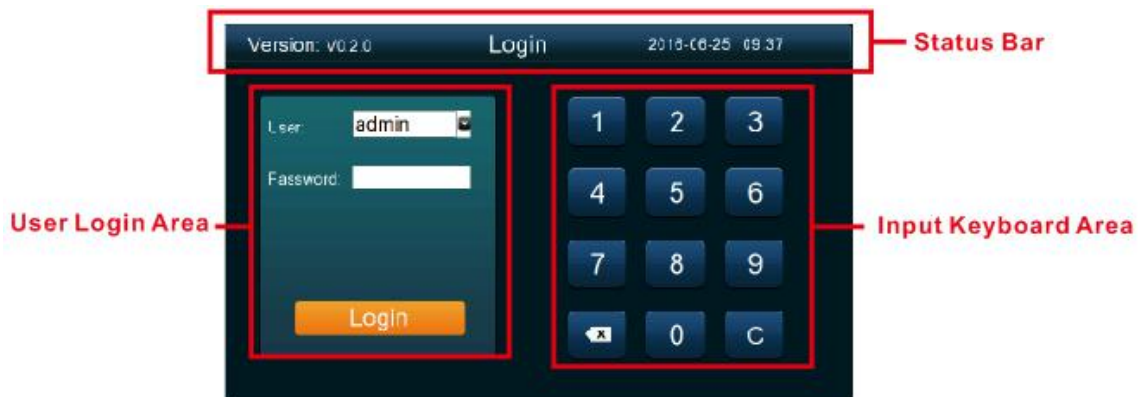 Version: V0.2.0 Login 2016-06-25 09:37
Status Bar
User: admin
Password:
Login
User Login Area
1 2 3
4 5 6
7 8 9
x 0 C
Input Keyboard Area